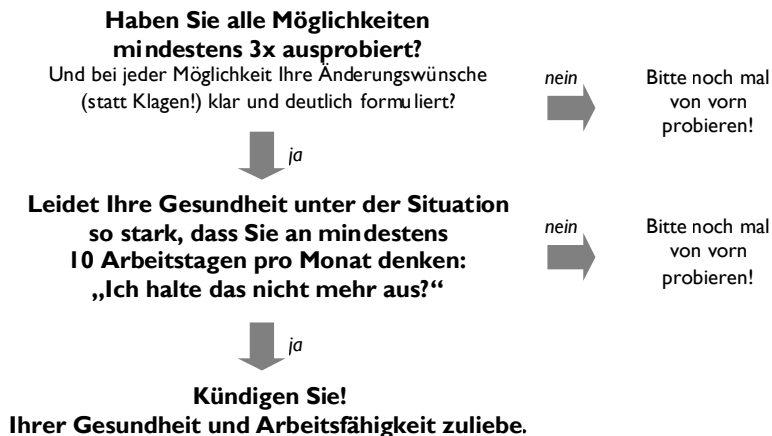 Haben Sie alle Möglichkeiten
mindestens 3x ausprobiert?
Und bei jeder Möglichkeit Ihre Änderungswünsche
(statt Klagen!) klar und deutlich formuliert?
nein
Bitte noch mal
von vorn
probieren!
ja
Leidet Ihre Gesundheit unter der Situation
so stark, dass Sie an mindestens
10 Arbeitstagen pro Monat denken:
„Ich halte das nicht mehr aus?“
nein
Bitte noch mal
von vorn
probieren!
ja
Kündigen Sie!
Ihrer Gesundheit und Arbeitsfähigkeit zuliebe.